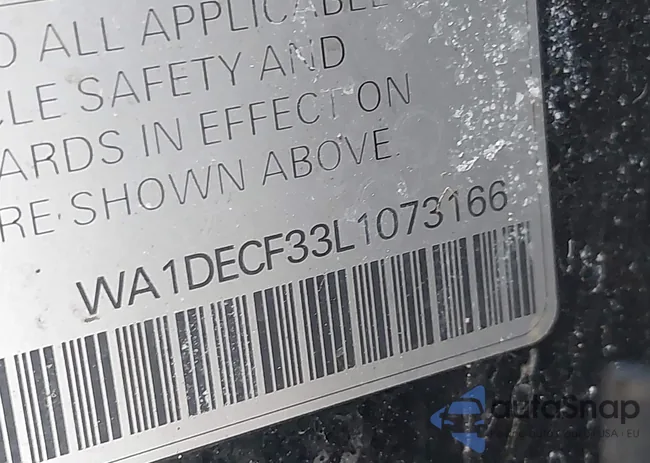 O ALL APPLICABLE
CLE SAFETY AND
ARDS IN EFFECT ON
RE SHOWN ABOVE.
WA1DECF33L1073166
autoSnap